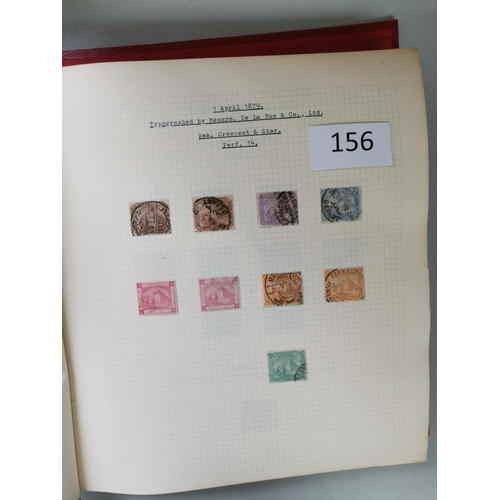 1 April 1879.
Typographed by Messrs. De La Rue & Co., Ltd.
Wmk. Crescent & Star.
Perf. 14.
156